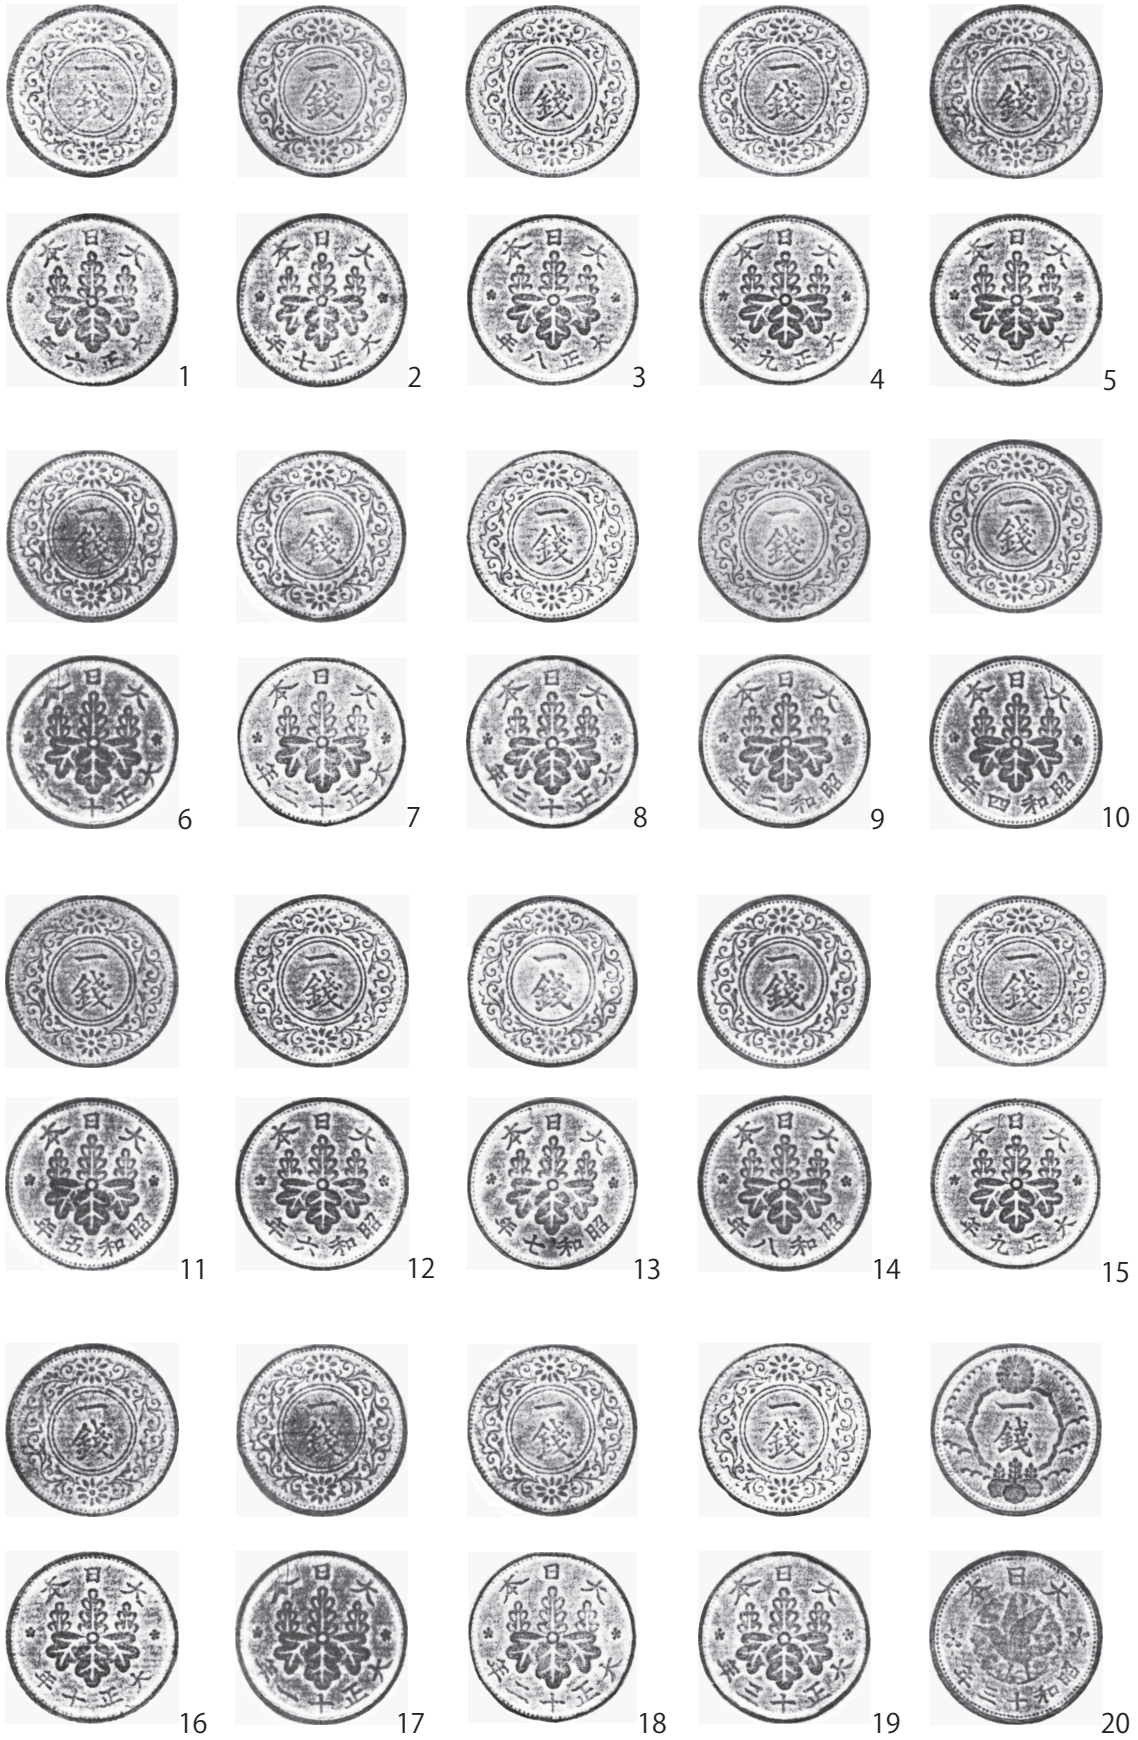 一
錢
大日本
大正六年
1
一
錢
大日本
大正七年
2
一
錢
大日本
大正八年
3
一
錢
大日本
大正九年
4
一
錢
大日本
大正十年
5
一
錢
大日
大正十一年
6
一
錢
大日本
大正十二年
7
一
錢
大日本
大正十三年
8
一
錢
大日本
昭和二年
9
一
錢
大日本
昭和四年
10
一
錢
大日本
昭和五年
11
一
錢
大日本
昭和六年
12
一
錢
大日本
昭和七年
13
一
錢
大日本
昭和八年
14
一
錢
大日本
大正九年
15
一
錢
大日本
大正十年
16
一
錢
大日
大正十一年
17
一
錢
大日本
大正十二年
18
一
錢
大日本
大正十三年
19
一
錢
大日本
昭和十三年
20